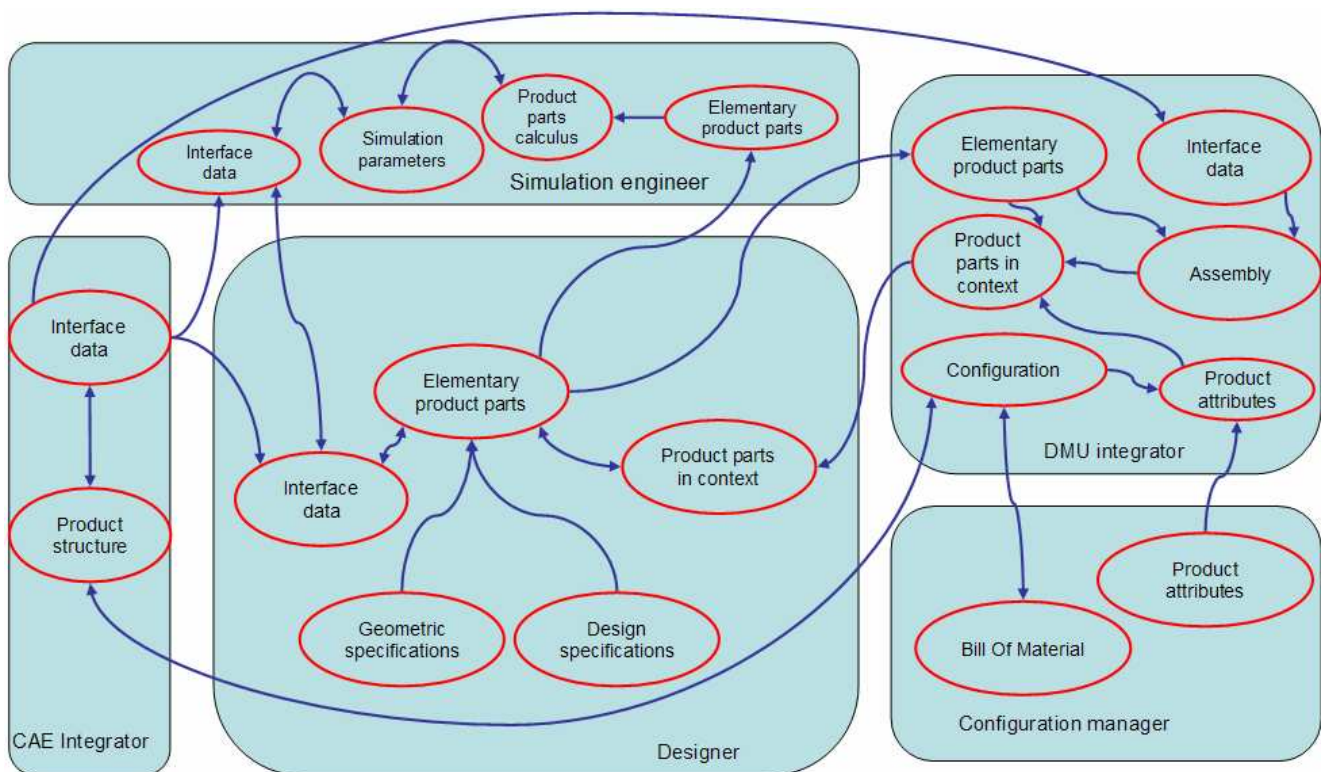 Product
parts
calculus
Elementary
product parts
Simulation
parameters
Interface
data
Simulation engineer
Elementary
product parts
Interface
data
Product
parts in
context
Assembly
Configuration
Product
attributes
DMU integrator
Interface
data
Product
structure
CAE Integrator
Elementary
product parts
Interface
data
Product parts
in context
Geometric
specifications
Design
specifications
Designer
Product
attributes
Bill Of Material
Configuration manager